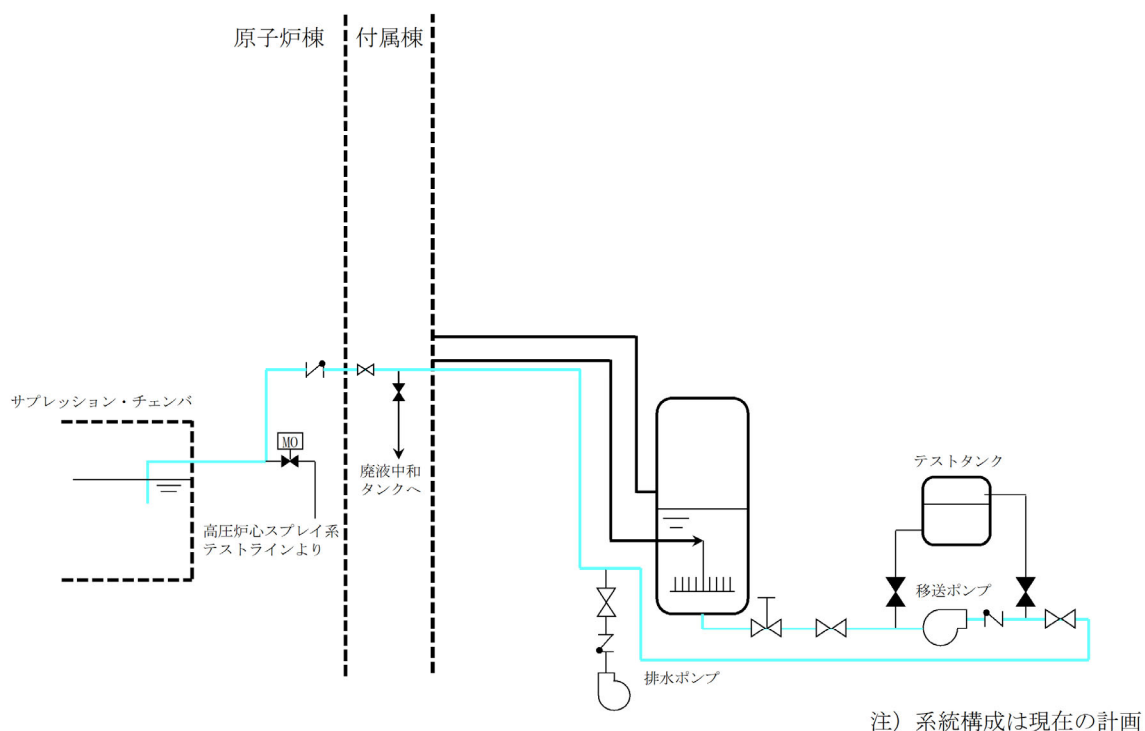 原子炉棟
付属棟
サプレッション・チェンバ
MO
高圧炉心スプレイ系
テストラインより
廃液中和
タンクへ
テストタンク
移送ポンプ
排水ポンプ
注）系統構成は現在の計画